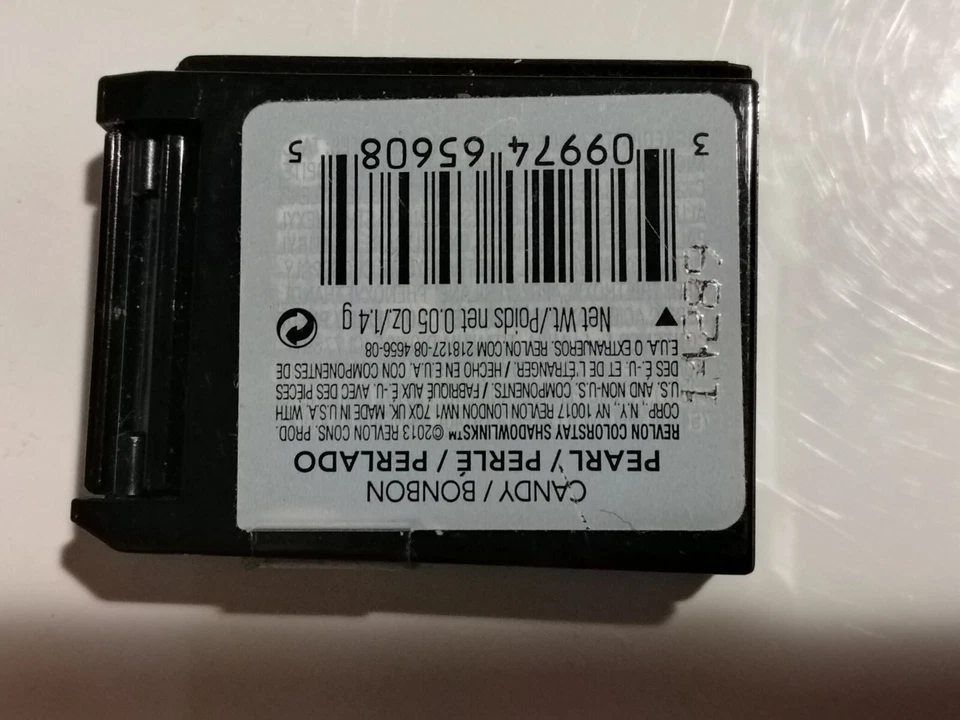 CANDY / BONBON
PEARL / PERLÉ / PERLADO
REVLON COLORSTAY SHADOWLINKS™ ©2013 REVLON CONS. PROD.
CORP., N.Y., NY 10017 REVLON LONDON NW1 7QX UK. MADE IN U.S.A. WITH
U.S. AND NON-U.S. COMPONENTS. / FABRIQUÉ AUX É.-U. AVEC DES PIÈCES
DES É.-U. ET DE L'ÉTRANGER. / HECHO EN E.U.A. CON COMPONENTES DE
E.U.A. O EXTRANJEROS. REVLON.COM 218127-08 4656-08
Net Wt./Poids net 0.05 Oz./1.4 g
3 09974 65608 5